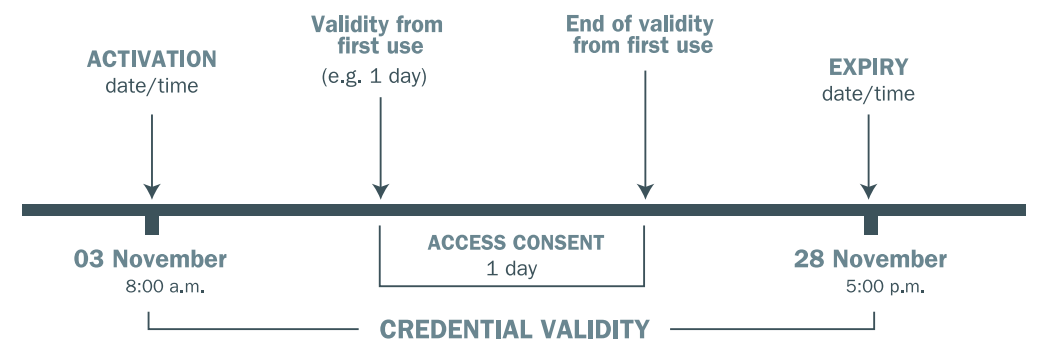 ACTIVATION
date/time
Validity from
first use
(e.g. 1 day)
End of validity
from first use
EXPIRY
date/time
03 November
8:00 a.m.
ACCESS CONSENT
1 day
28 November
5:00 p.m.
CREDENTIAL VALIDITY